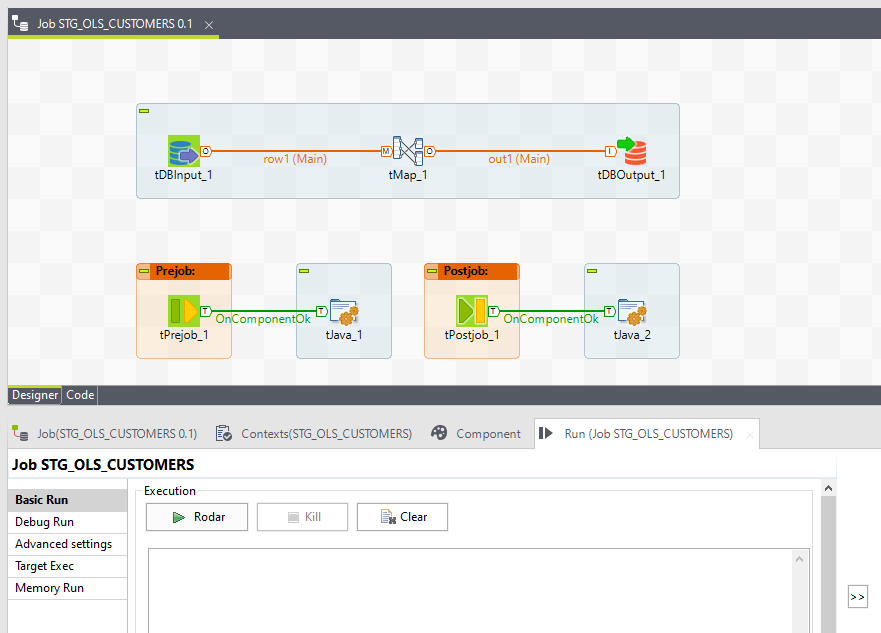 Job STG_OLS_CUSTOMERS 0.1
O M O I
row1 (Main) out1 (Main)
tDBInput_1 tMap_1 tDBOutput_1
Prejob: Postjob:
T T T T
OnComponentOk OnComponentOk
tPrejob_1 tJava_1 tPostjob_1 tJava_2
Designer Code
Job(STG_OLS_CUSTOMERS 0.1) Contexts(STG_OLS_CUSTOMERS) Component Run (Job STG_OLS_CUSTOMERS)
Job STG_OLS_CUSTOMERS
Basic Run
Debug Run
Advanced settings
Target Exec
Memory Run
Execution
Rodar Kill Clear
>>